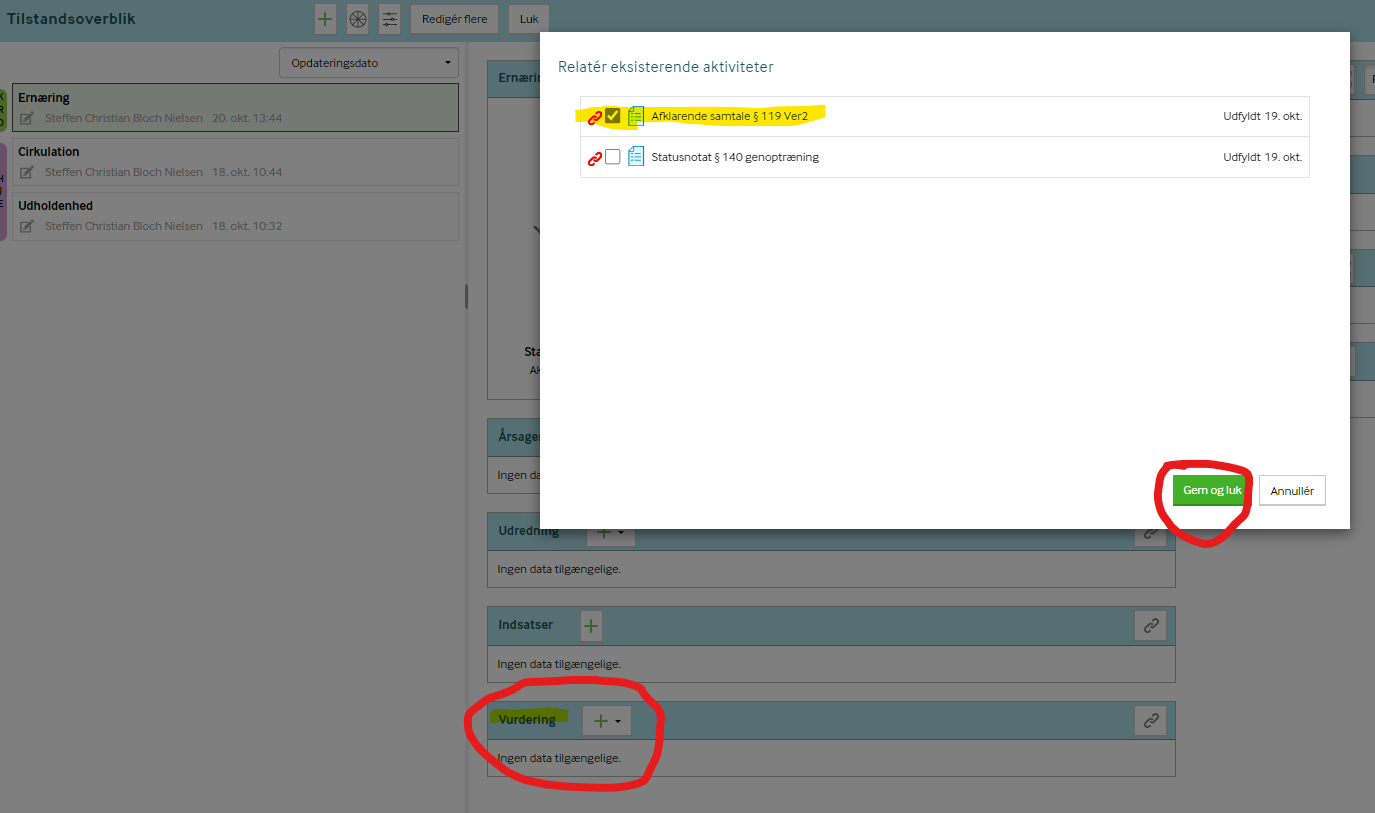 Tilstandsoverblik
Redigér flere
Luk
Opdateringsdato
Ernæring
Steffen Christian Bloch Nielsen 20. okt. 13:44
Cirkulation
Steffen Christian Bloch Nielsen 18. okt. 10:44
Udholdenhed
Steffen Christian Bloch Nielsen 18. okt. 10:32
Relatér eksisterende aktiviteter
Afklarende samtale § 119 Ver2 Udfyldt 19. okt.
Statusnotat § 140 genoptræning Udfyldt 19. okt.
Gem og luk
Annullér
Udredning
Ingen data tilgængelige.
Indsatser
Ingen data tilgængelige.
Vurdering
Ingen data tilgængelige.